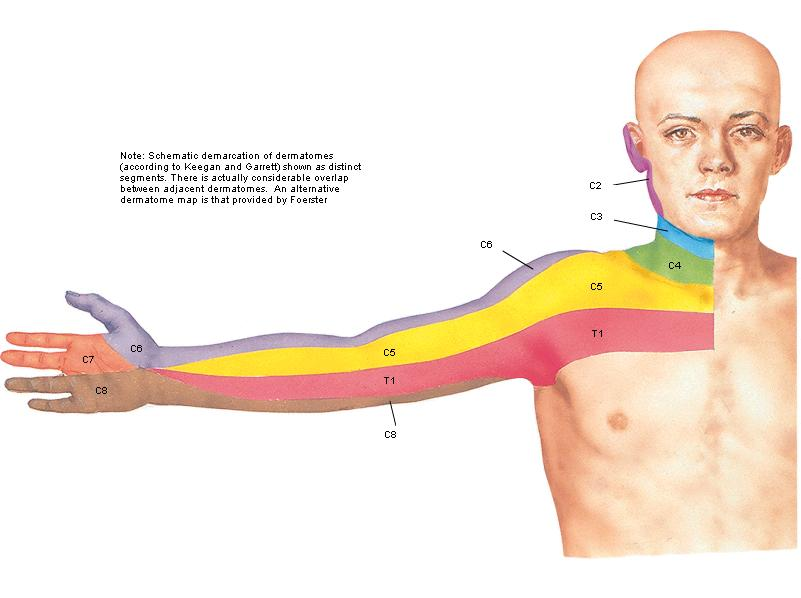 Note: Schematic demarcation of dermatomes
(according to Keegan and Garrett) shown as distinct
segments. There is actually considerable overlap
between adjacent dermatomes. An alternative
dermatome map is that provided by Foerster
C2
C3
C6
C4
C5
T1
C6
C5
C7
T1
C8
C8